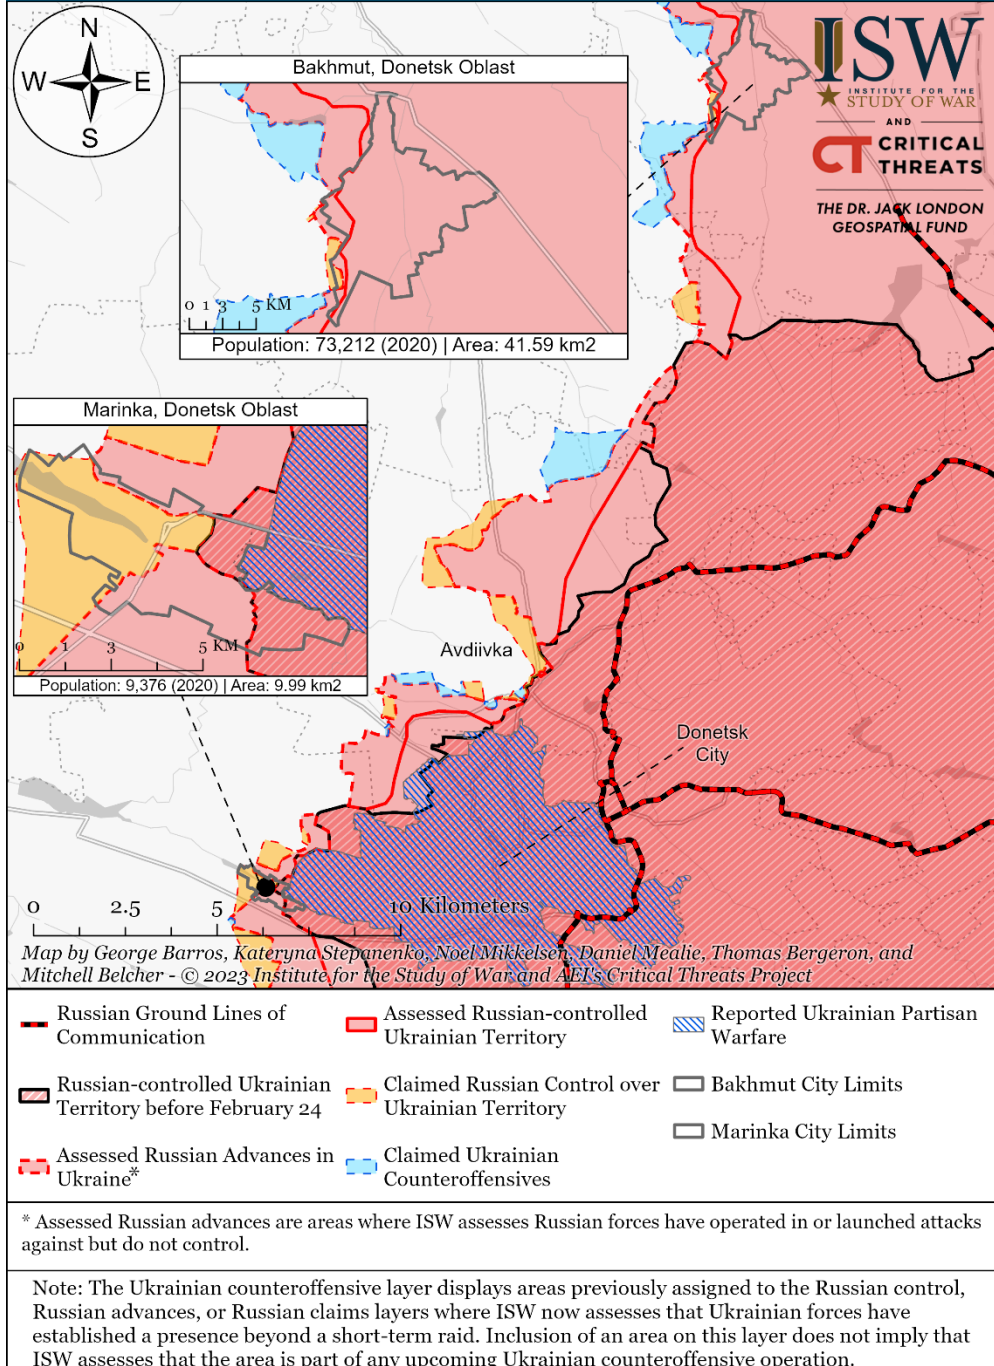 N
W E
S
ISW
INSTITUTE FOR THE
STUDY OF WAR
AND
CT CRITICAL
THREATS
THE DR. JACK LONDON
GEOSPATIAL FUND
Bakhmut, Donetsk Oblast
0 1 3 5 KM
Population: 73,212 (2020) | Area: 41.59 km2
Marinka, Donetsk Oblast
0 1 3 5 KM
Population: 9,376 (2020) | Area: 9.99 km2
Avdiivka
Donetsk
City
0 2.5 5 10 Kilometers
Map by George Barros, Kateryna Stepanenko, Noel Mikkelsen, Daniel Mealie, Thomas Bergeron, and
Mitchell Belcher - © 2023 Institute for the Study of War and AEI's Critical Threats Project
Russian Ground Lines of
Communication
Russian-controlled Ukrainian
Territory before February 24
Assessed Russian Advances in
Ukraine*
Assessed Russian-controlled
Ukrainian Territory
Claimed Russian Control over
Ukrainian Territory
Claimed Ukrainian
Counteroffensives
Reported Ukrainian Partisan
Warfare
Bakhmut City Limits
Marinka City Limits
* Assessed Russian advances are areas where ISW assesses Russian forces have operated in or launched attacks
against but do not control.
Note: The Ukrainian counteroffensive layer displays areas previously assigned to the Russian control,
Russian advances, or Russian claims layers where ISW now assesses that Ukrainian forces have
established a presence beyond a short-term raid. Inclusion of an area on this layer does not imply that
ISW assesses that the area is part of any upcoming Ukrainian counteroffensive operation.